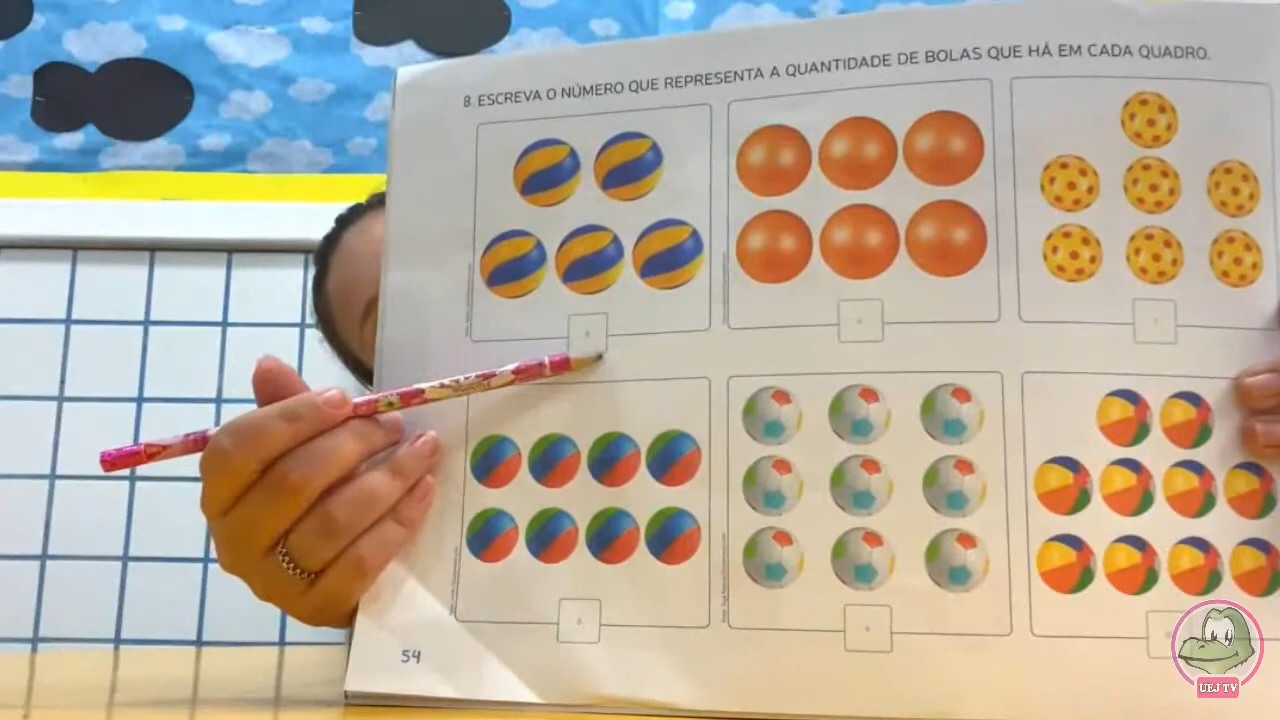 8. ESCREVA O NÚMERO QUE REPRESENTA A QUANTIDADE DE BOLAS QUE HÁ EM CADA QUADRO.
54
UEJ TV